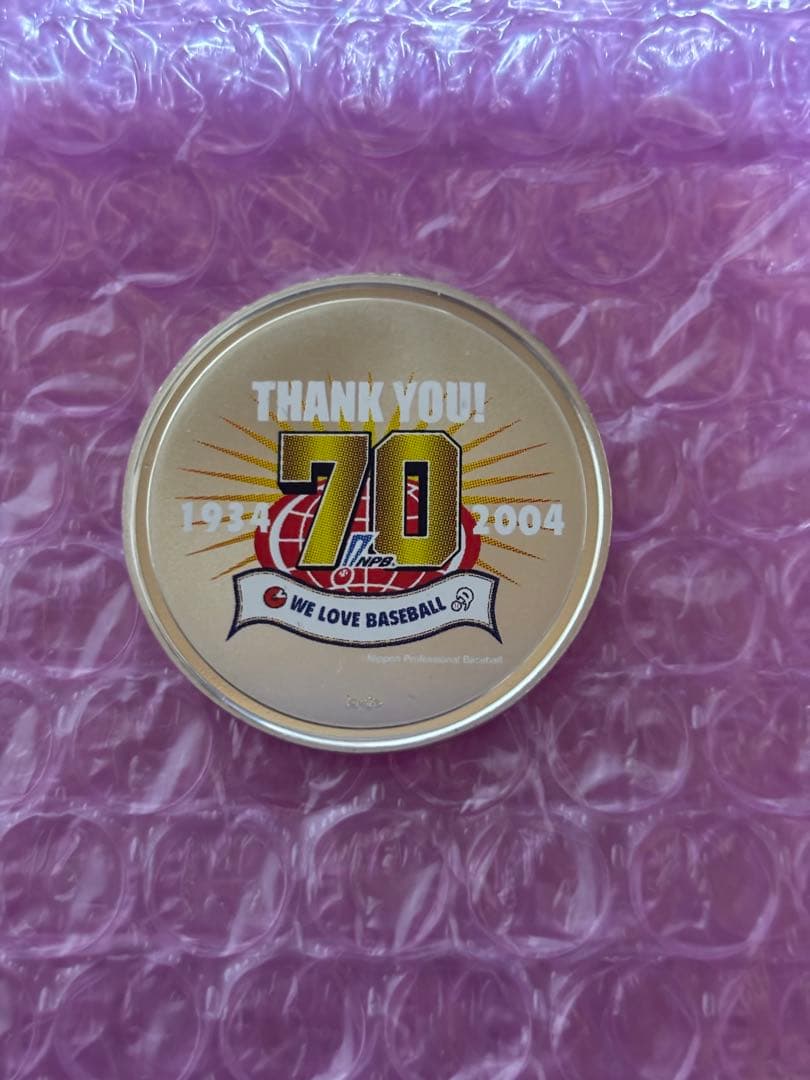 THANK YOU!
70
1934 2004
NPB
WE LOVE BASEBALL
Nippon Professional Baseball